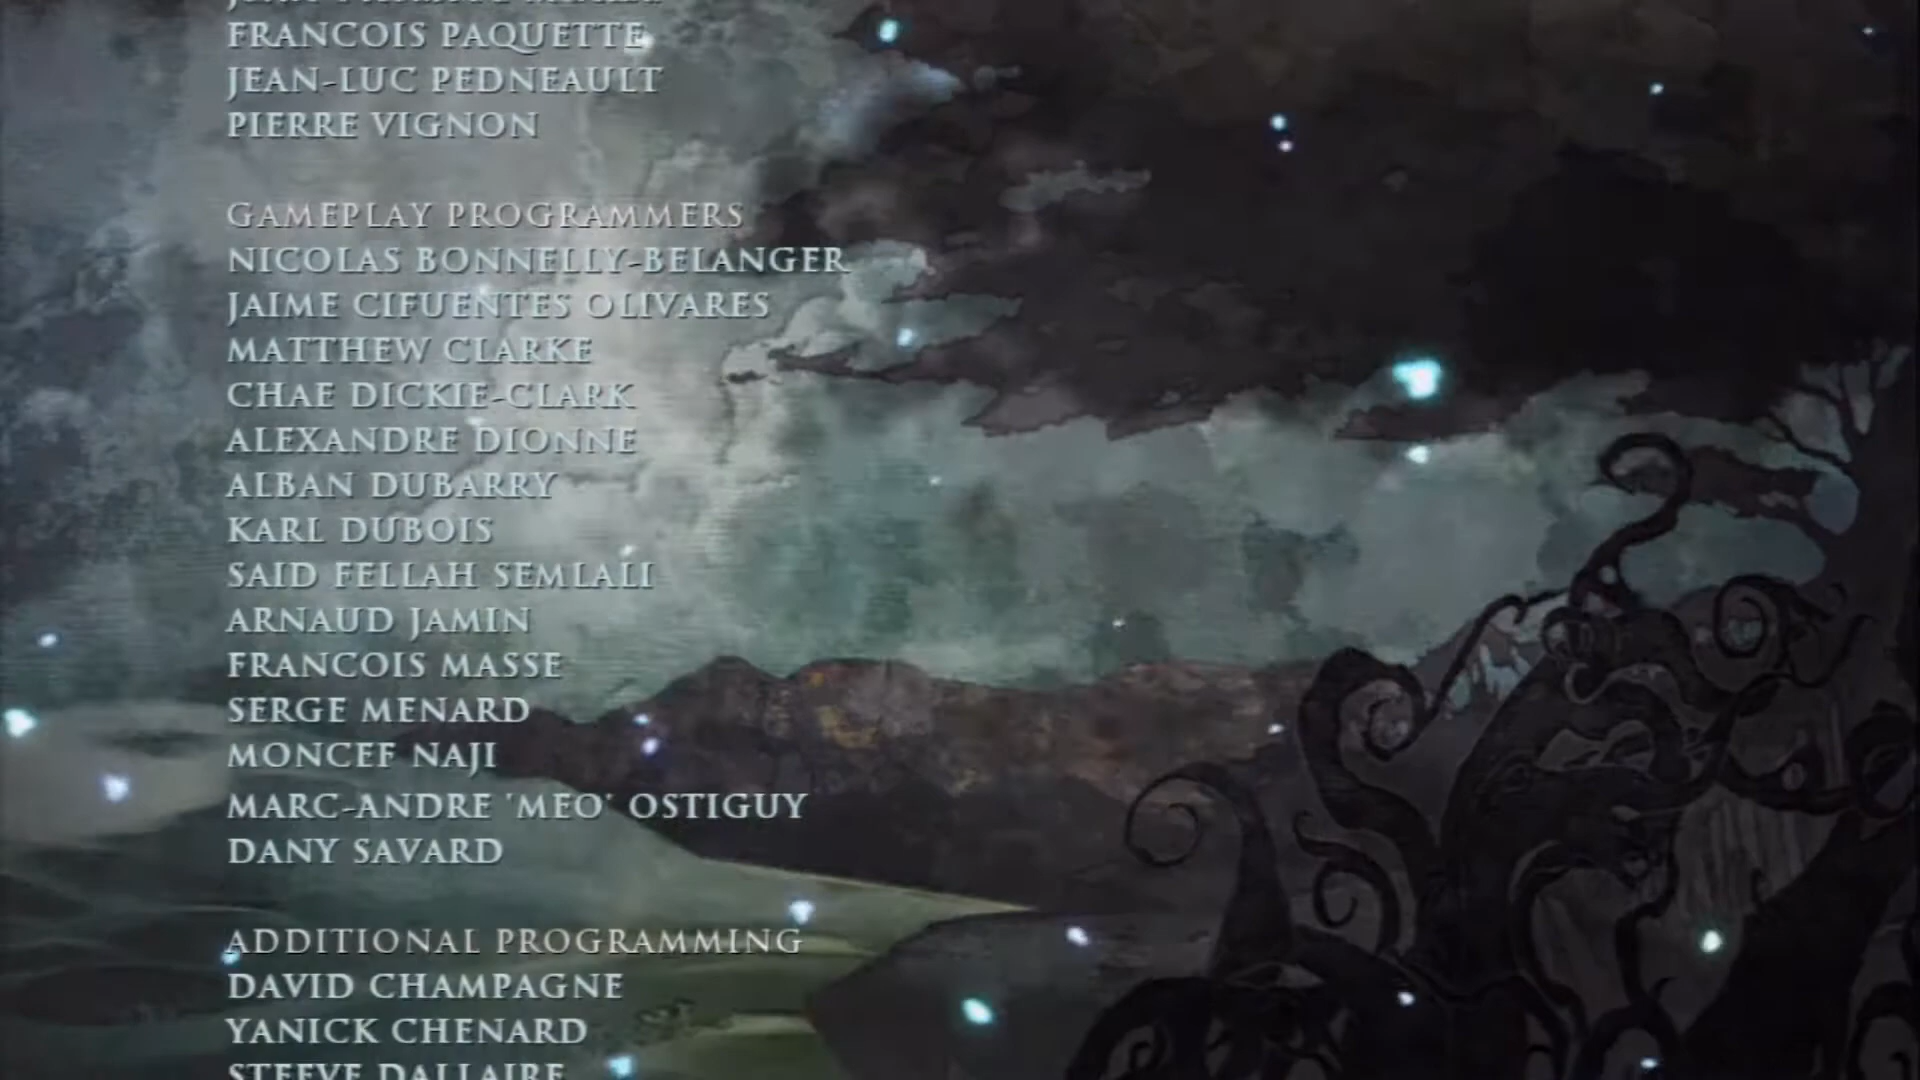 FRANCOIS PAQUETTE
JEAN-LUC PEDNEAULT
PIERRE VIGNON
GAMEPLAY PROGRAMMERS
NICOLAS BONNELLY-BELANGER
JAIME CIFUENTES OLIVARES
MATTHEW CLARKE
CHAE DICKIE-CLARK
ALEXANDRE DIONNE
ALBAN DUBARRY
KARL DUBOIS
SAID FELLAH SEMLALI
ARNAUD JAMIN
FRANCOIS MASSE
SERGE MENARD
MONCEF NAJI
MARC-ANDRE 'MEO' OSTIGUY
DANY SAVARD
ADDITIONAL PROGRAMMING
DAVID CHAMPAGNE
YANICK CHENARD
STEEVE DALLAIRE